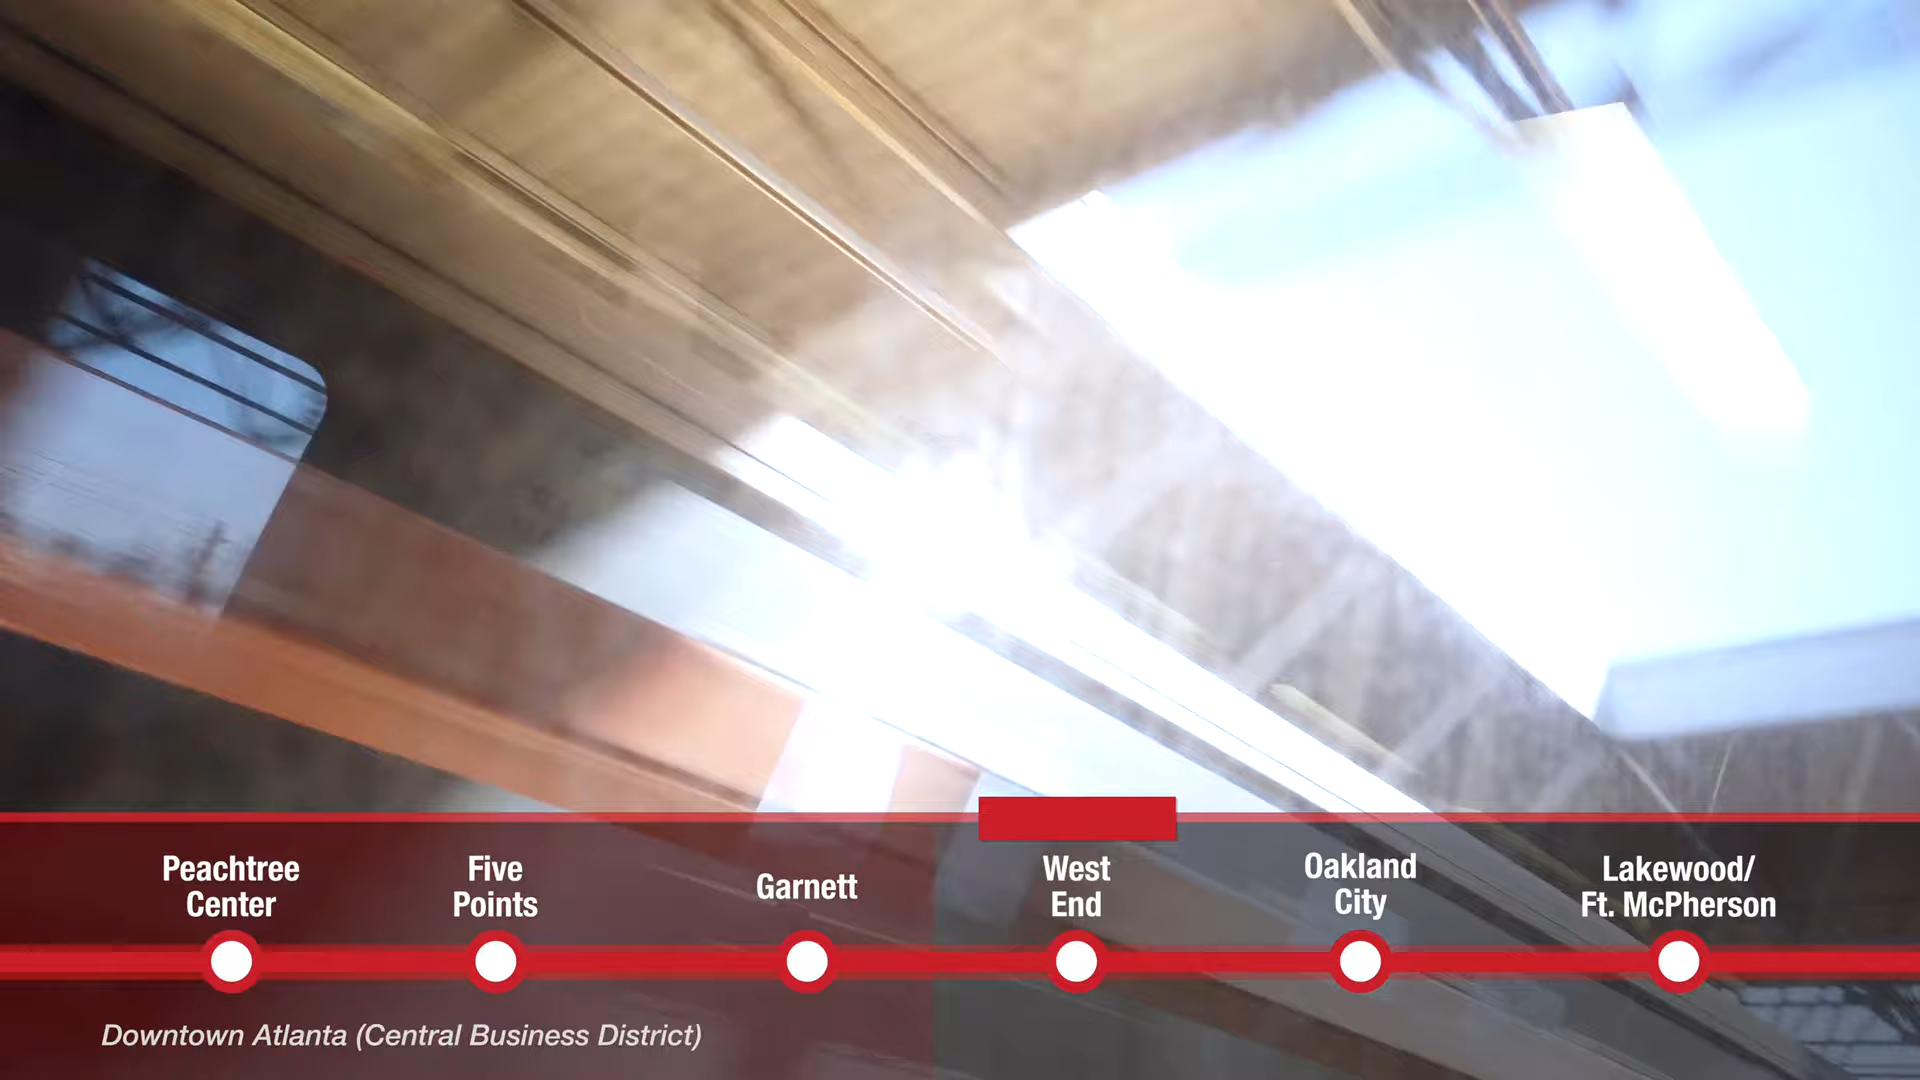 Peachtree
Center
Five
Points
Garnett
West
End
Oakland
City
Lakewood/
Ft. McPherson
Downtown Atlanta (Central Business District)